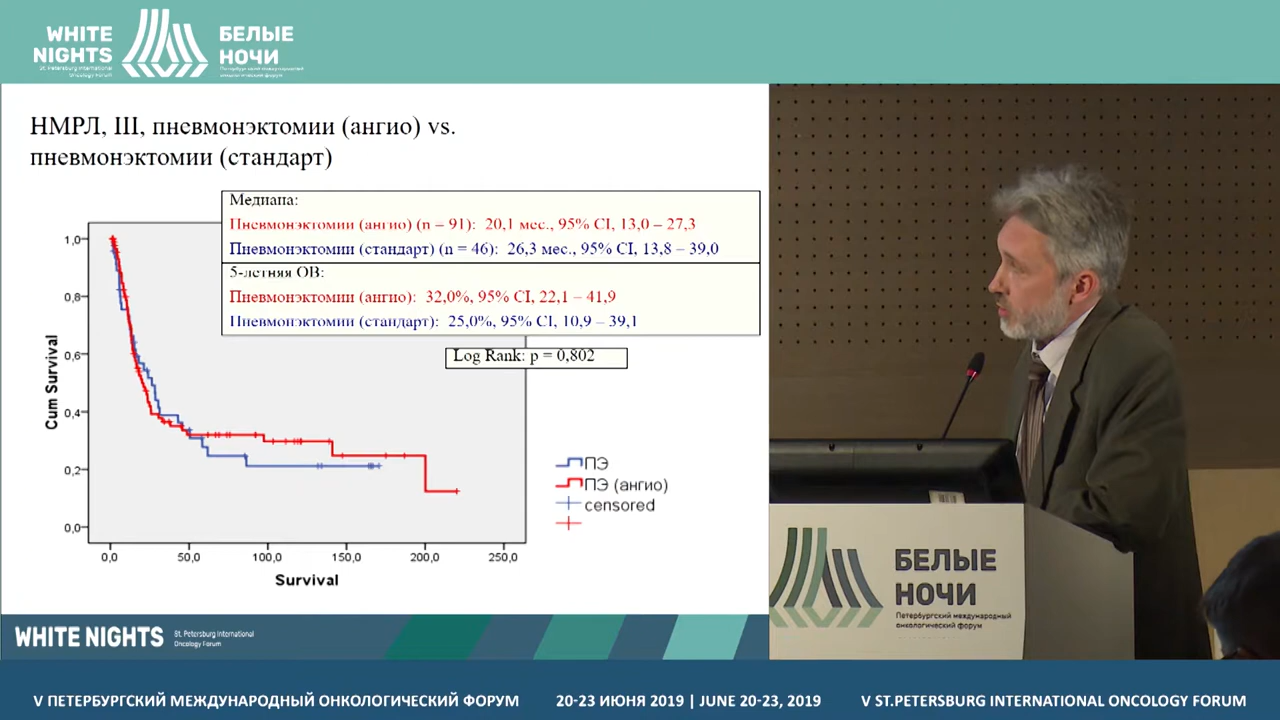 WHITE
NIGHTS
St. Petersburg International
Oncology Forum
БЕЛЫЕ
НОЧИ
Петербургский международный
онкологический форум
НМРЛ, III, пневмонэктомии (ангио) vs.
пневмонэктомии (стандарт)
Медиана:
Пневмонэктомии (ангио) (n = 91): 20,1 мес., 95% CI, 13,0 – 27,3
Пневмонэктомии (стандарт) (n = 46): 26,3 мес., 95% CI, 13,8 – 39,0
5-летняя ОВ:
Пневмонэктомии (ангио): 32,0%, 95% CI, 22,1 – 41,9
Пневмонэктомии (стандарт): 25,0%, 95% CI, 10,9 – 39,1
Log Rank: p = 0,802
Cum Survival
1,0
0,8
0,6
0,4
0,2
0,0
0,0 50,0 100,0 150,0 200,0 250,0
Survival
ПЭ
ПЭ (ангио)
censored
БЕЛЫЕ
НОЧИ
Петербургский международный
онкологический форум
WHITE NIGHTS
St. Petersburg International
Oncology Forum
V ПЕТЕРБУРГСКИЙ МЕЖДУНАРОДНЫЙ ОНКОЛОГИЧЕСКИЙ ФОРУМ 20-23 ИЮНЯ 2019 | JUNE 20-23, 2019 V ST.PETERSBURG INTERNATIONAL ONCOLOGY FORUM